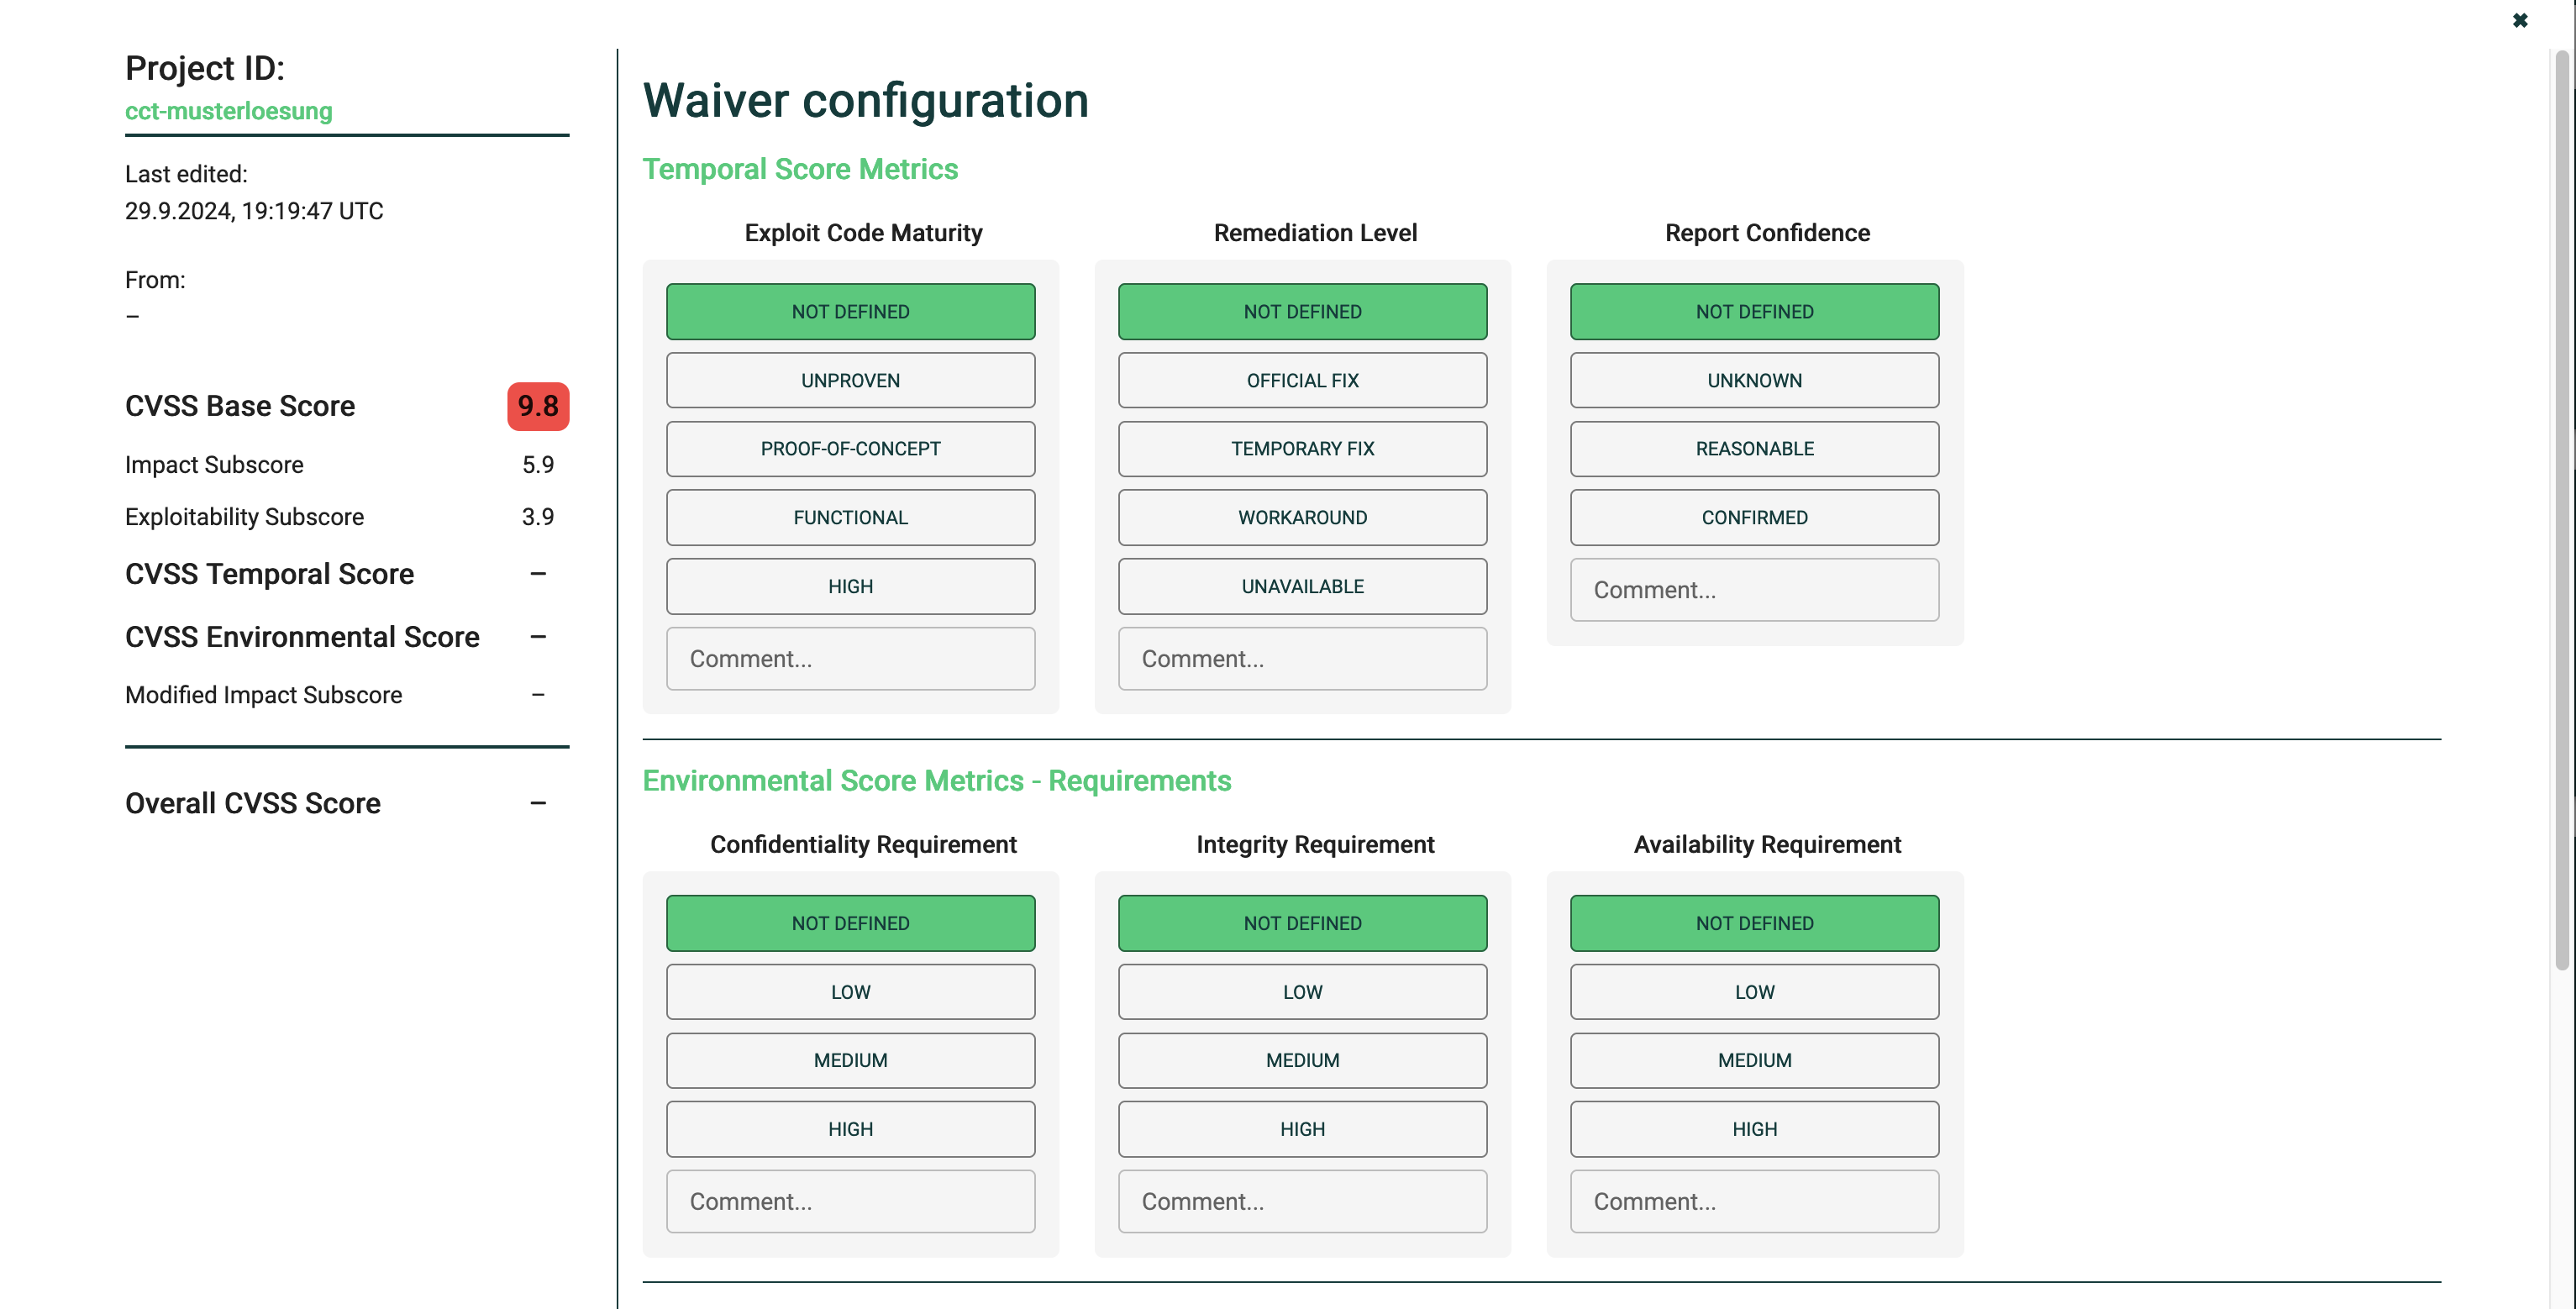 ✖
Project ID:
cct-musterloesung
Last edited:
29.9.2024, 19:19:47 UTC
From:
–
CVSS Base Score 9.8
Impact Subscore 5.9
Exploitability Subscore 3.9
CVSS Temporal Score –
CVSS Environmental Score –
Modified Impact Subscore –
Overall CVSS Score –
Waiver configuration
Temporal Score Metrics
Exploit Code Maturity
NOT DEFINED
UNPROVEN
PROOF-OF-CONCEPT
FUNCTIONAL
HIGH
Comment...
Remediation Level
NOT DEFINED
OFFICIAL FIX
TEMPORARY FIX
WORKAROUND
UNAVAILABLE
Comment...
Report Confidence
NOT DEFINED
UNKNOWN
REASONABLE
CONFIRMED
Comment...
Environmental Score Metrics - Requirements
Confidentiality Requirement
NOT DEFINED
LOW
MEDIUM
HIGH
Comment...
Integrity Requirement
NOT DEFINED
LOW
MEDIUM
HIGH
Comment...
Availability Requirement
NOT DEFINED
LOW
MEDIUM
HIGH
Comment...